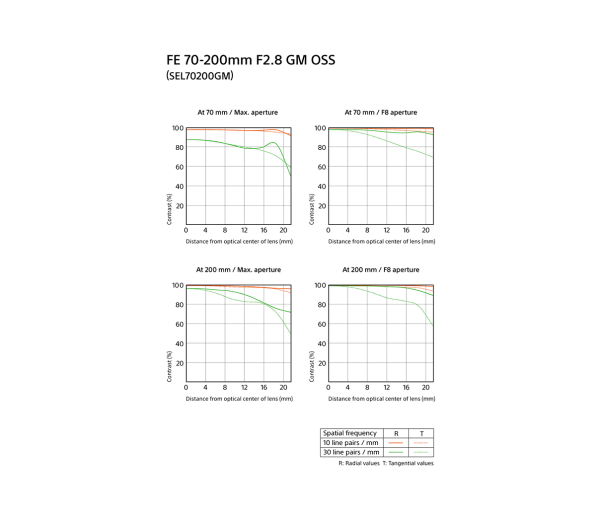 FE 70-200mm F2.8 GM OSS
(SEL70200GM)
At 70 mm / Max. aperture
At 70 mm / F8 aperture
100
80
60
40
20
Contrast (%)
0 4 8 12 16 20
Distance from optical center of lens (mm)
100
80
60
40
20
Contrast (%)
0 4 8 12 16 20
Distance from optical center of lens (mm)
At 200 mm / Max. aperture
At 200 mm / F8 aperture
100
80
60
40
20
Contrast (%)
0 4 8 12 16 20
Distance from optical center of lens (mm)
100
80
60
40
20
Contrast (%)
0 4 8 12 16 20
Distance from optical center of lens (mm)
Spatial frequency R T
10 line pairs / mm
30 line pairs / mm
R: Radial values T: Tangential values